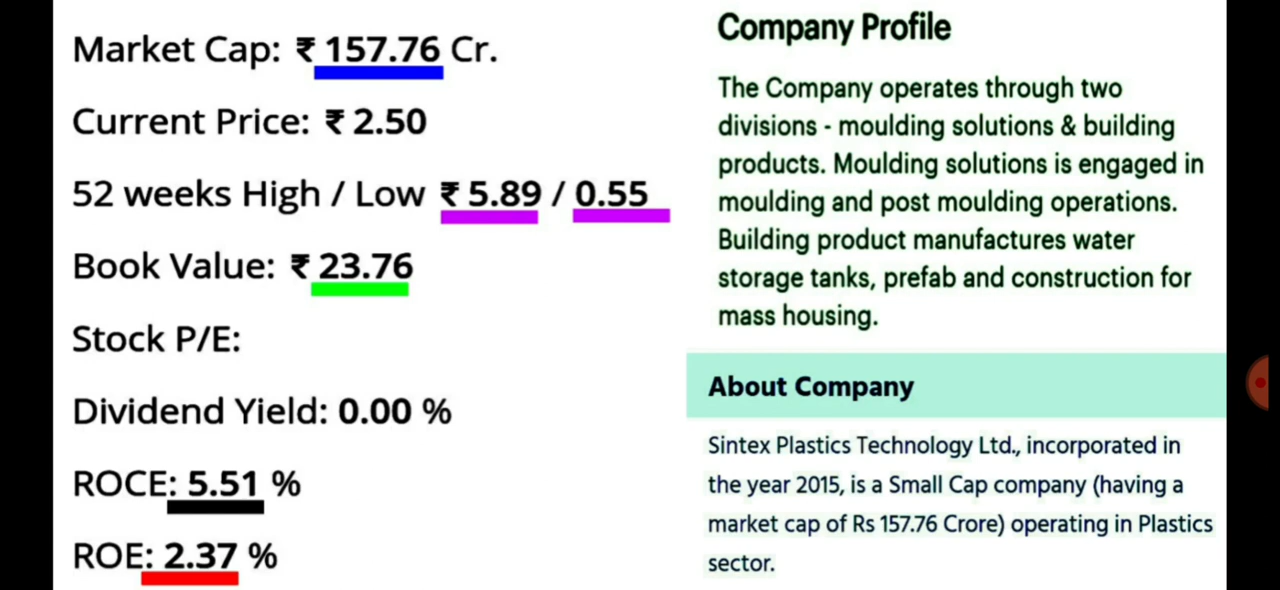 Market Cap: ₹ 157.76 Cr.
Current Price: ₹ 2.50
52 weeks High / Low ₹ 5.89 / 0.55
Book Value: ₹ 23.76
Stock P/E:
Dividend Yield: 0.00 %
ROCE: 5.51 %
ROE: 2.37 %
Company Profile
The Company operates through two
divisions - moulding solutions & building
products. Moulding solutions is engaged in
moulding and post moulding operations.
Building product manufactures water
storage tanks, prefab and construction for
mass housing.
About Company
Sintex Plastics Technology Ltd., incorporated in
the year 2015, is a Small Cap company (having a
market cap of Rs 157.76 Crore) operating in Plastics
sector.